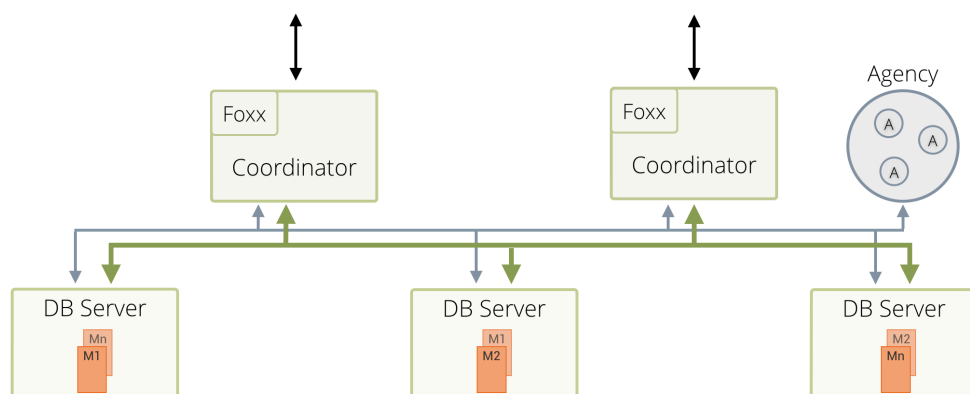 Agency
Foxx
Coordinator
Foxx
Coordinator
A
A
A
DB Server
Mn
M1
DB Server
M1
M2
DB Server
M2
Mn